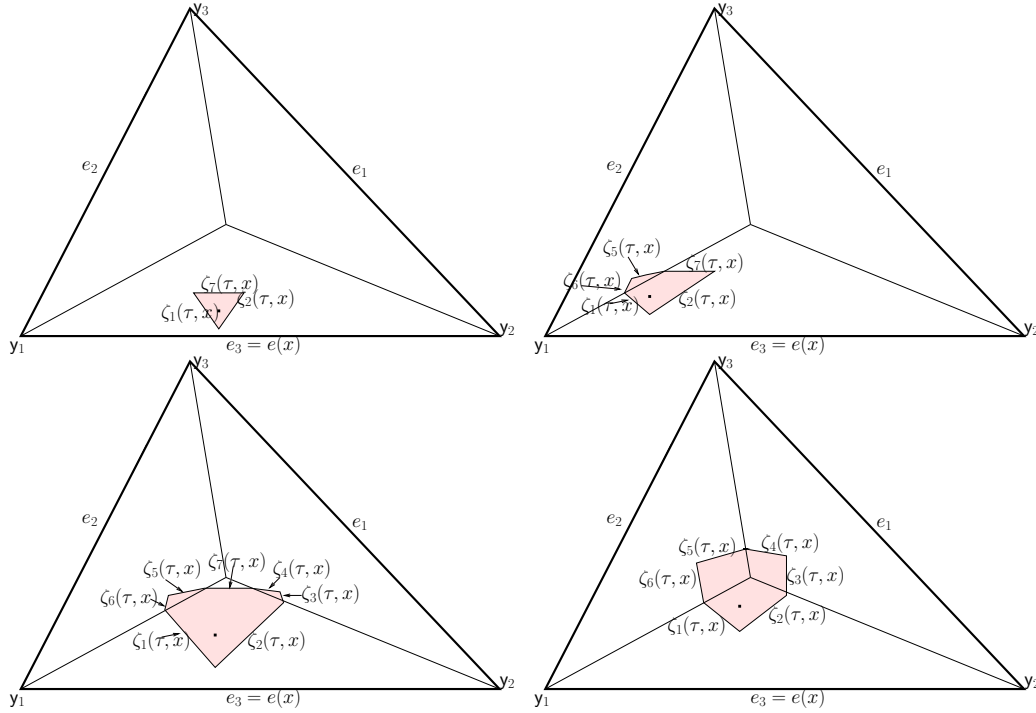 y₃
e₂
e₁
ζ₇(τ, x)
ζ₂(τ, x)
ζ₁(τ, x)
y₁
y₂
e₃ = e(x)
y₃
e₂
e₁
ζ₅(τ, x)
ζ₇(τ, x)
ζ₆(τ, x)
ζ₁(τ, x)
ζ₂(τ, x)
y₁
y₂
e₃ = e(x)
y₃
e₂
e₁
ζ₇(τ, x)
ζ₅(τ, x)
ζ₄(τ, x)
ζ₆(τ, x)
ζ₃(τ, x)
ζ₁(τ, x)
ζ₂(τ, x)
y₁
y₂
e₃ = e(x)
y₃
e₂
e₁
ζ₅(τ, x)
ζ₄(τ, x)
ζ₆(τ, x)
ζ₃(τ, x)
ζ₁(τ, x)
ζ₂(τ, x)
y₁
y₂
e₃ = e(x)